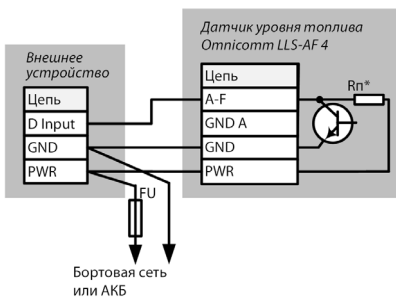 Датчик уровня топлива
Omnicomm LLS-AF 4
Внешнее
устройство
Цепь
D Input
GND
PWR
Цепь
A-F
GND A
GND
PWR
Rп*
FU
Бортовая сеть
или АКБ